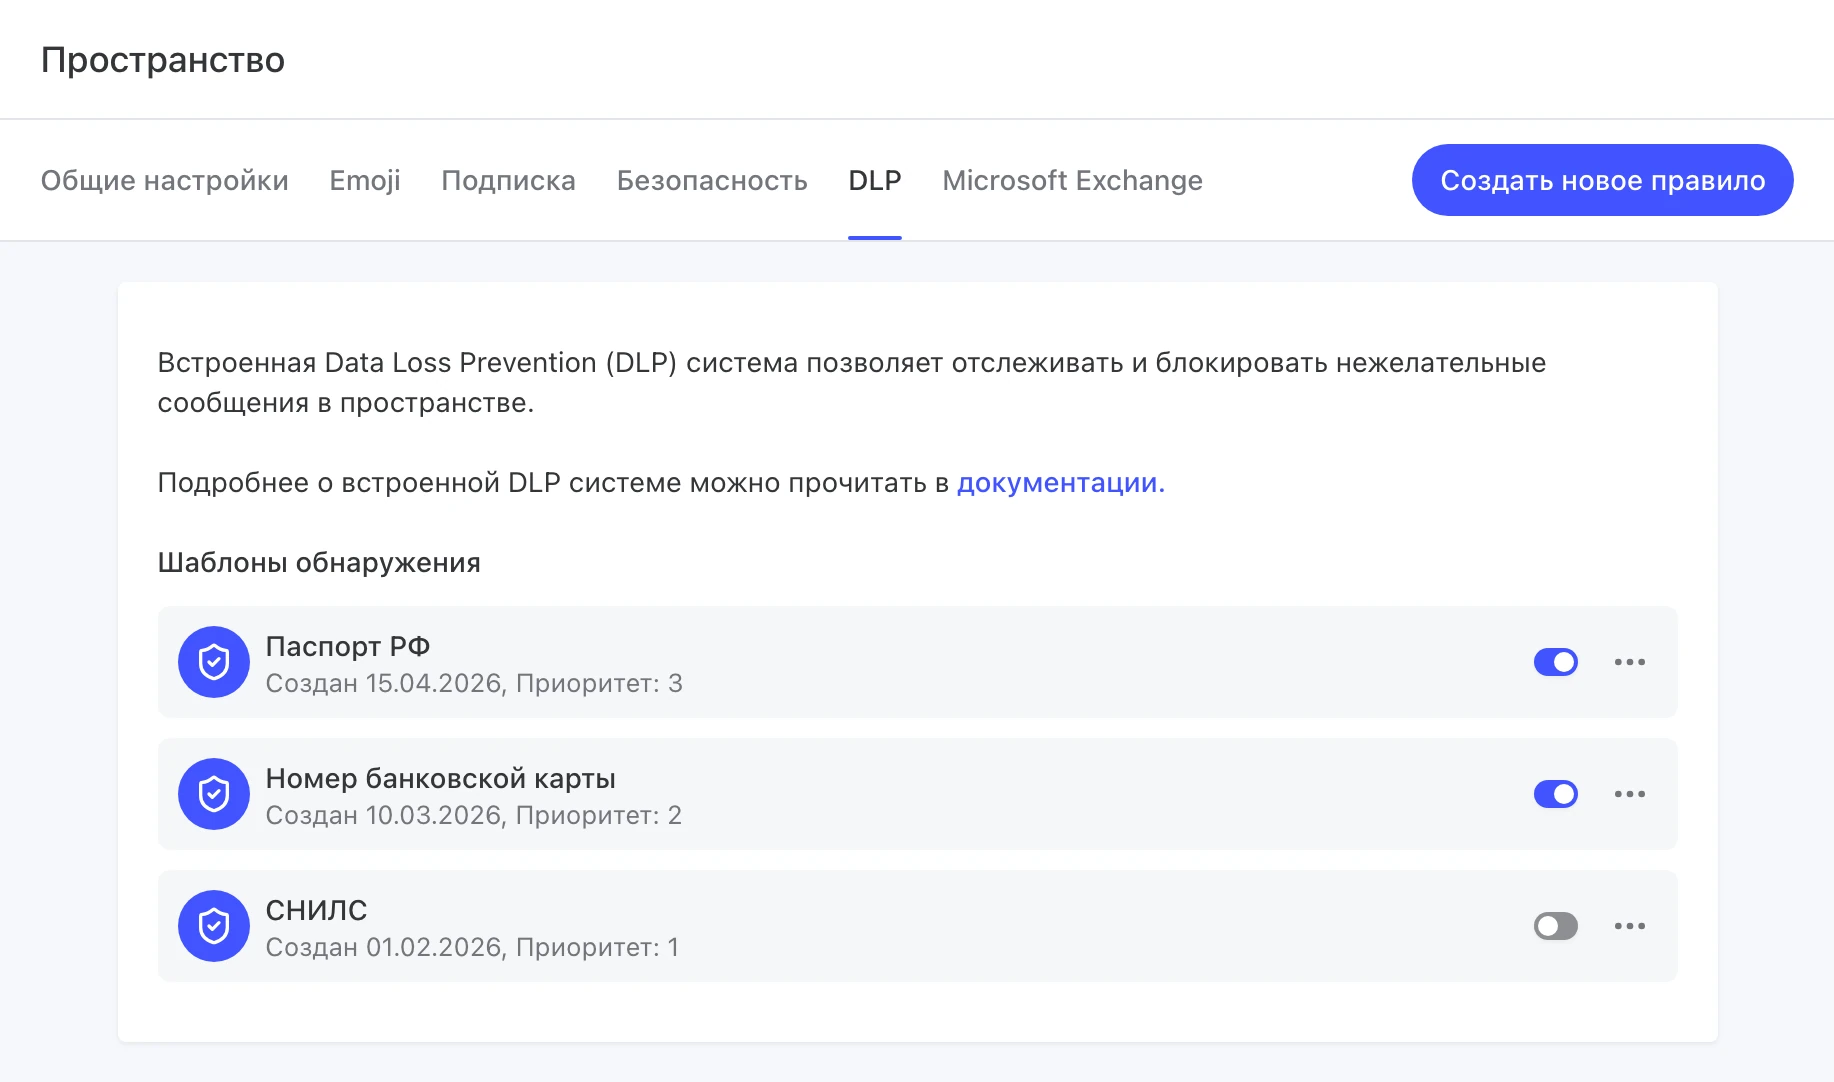 Пространство
Общие настройки
Emoji
Подписка
Безопасность
DLP
Microsoft Exchange
Создать новое правило
Встроенная Data Loss Prevention (DLP) система позволяет отслеживать и блокировать нежелательные
сообщения в пространстве.
Подробнее о встроенной DLP системе можно прочитать в документации.
Шаблоны обнаружения
Паспорт РФ
Создан 15.04.2026, Приоритет: 3
Номер банковской карты
Создан 10.03.2026, Приоритет: 2
СНИЛС
Создан 01.02.2026, Приоритет: 1